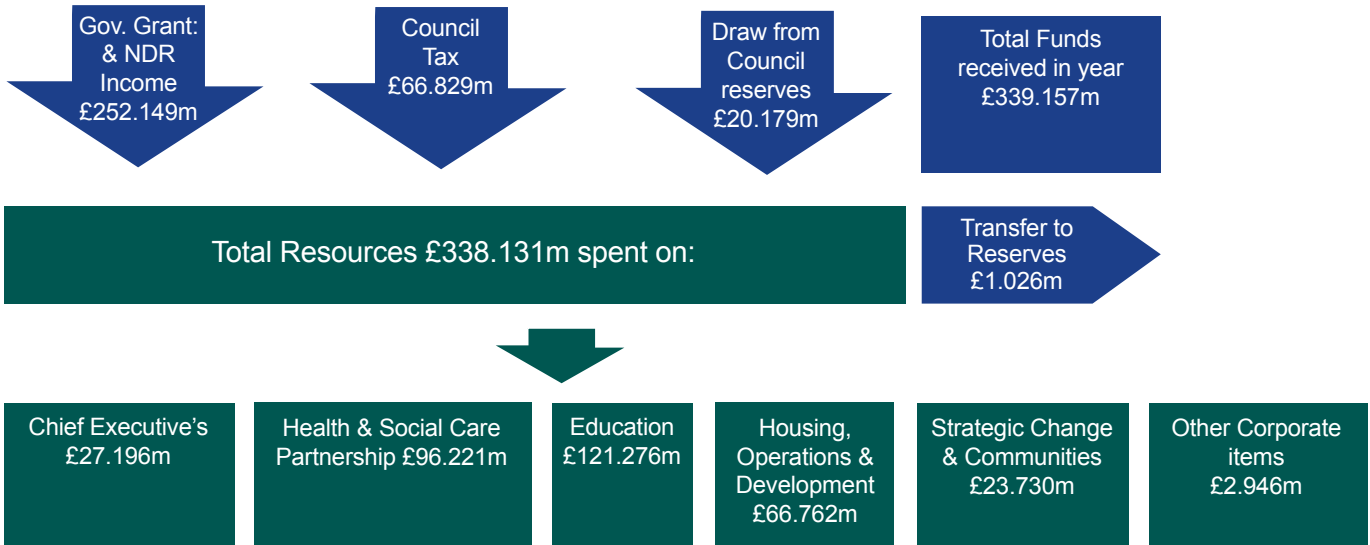 Gov. Grant:
& NDR
Income
£252.149m
Council
Tax
£66.829m
Draw from
Council
reserves
£20.179m
Total Funds
received in year
£339.157m
Total Resources £338.131m spent on:
Transfer to
Reserves
£1.026m
Chief Executive's
£27.196m
Health & Social Care
Partnership £96.221m
Education
£121.276m
Housing,
Operations &
Development
£66.762m
Strategic Change
& Communities
£23.730m
Other Corporate
items
£2.946m